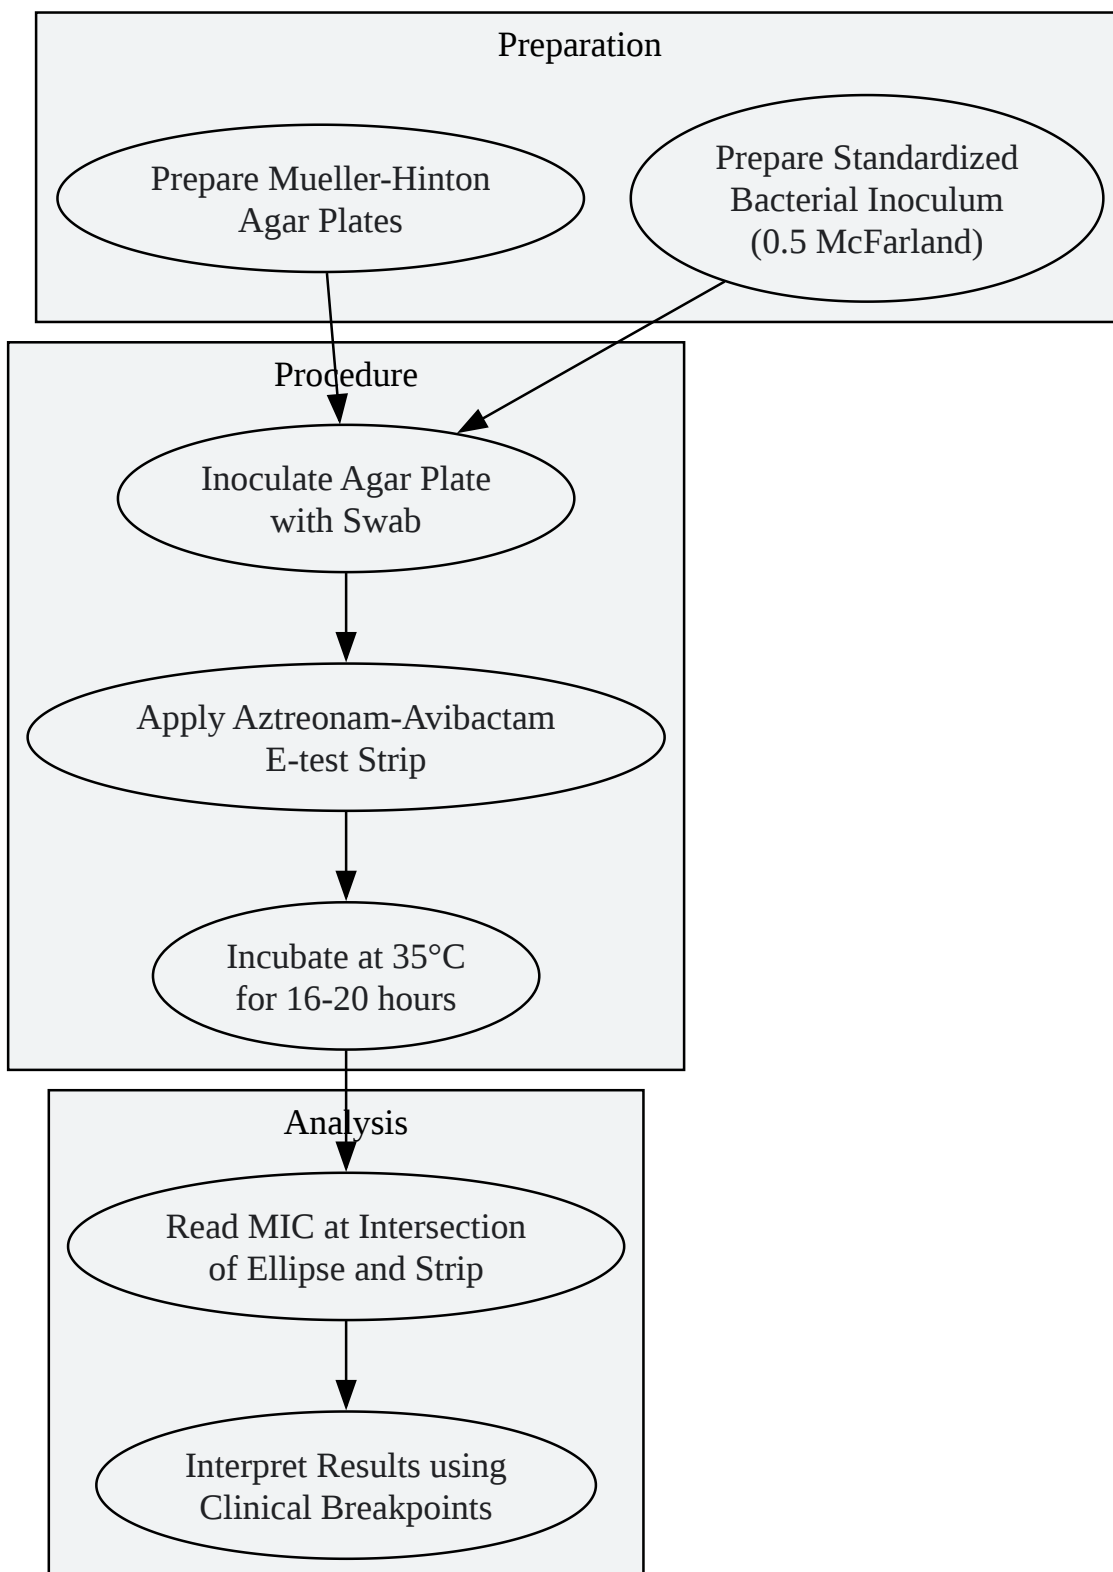 Preparation
Prepare Mueller-Hinton
Agar Plates
Prepare Standardized
Bacterial Inoculum
(0.5 McFarland)
Procedure
Inoculate Agar Plate
with Swab
Apply Aztreonam-Avibactam
E-test Strip
Incubate at 35°C
for 16-20 hours
Analysis
Read MIC at Intersection
of Ellipse and Strip
Interpret Results using
Clinical Breakpoints